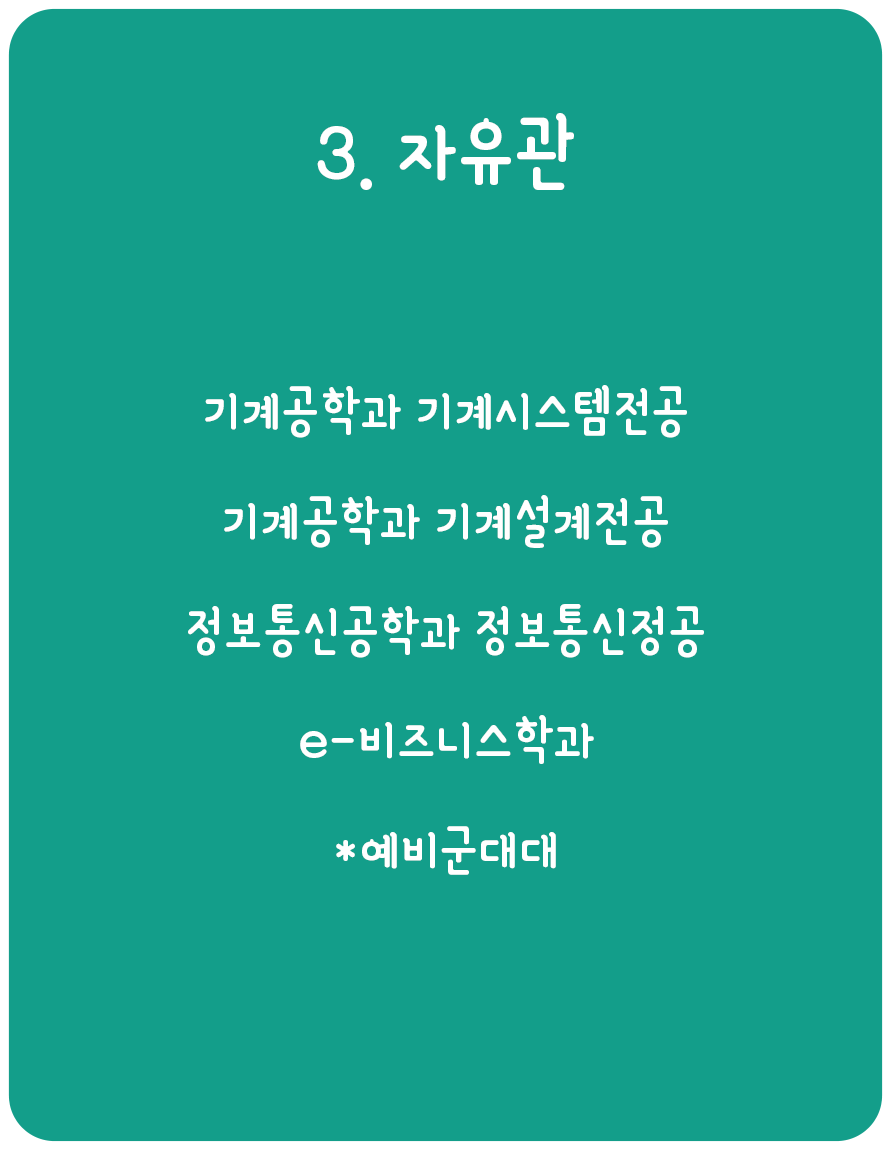 3. 자유관
기계공학과 기계시스템전공
기계공학과 기계설계전공
정보통신공학과 정보통신정공
e-비즈니스학과
*예비군대대